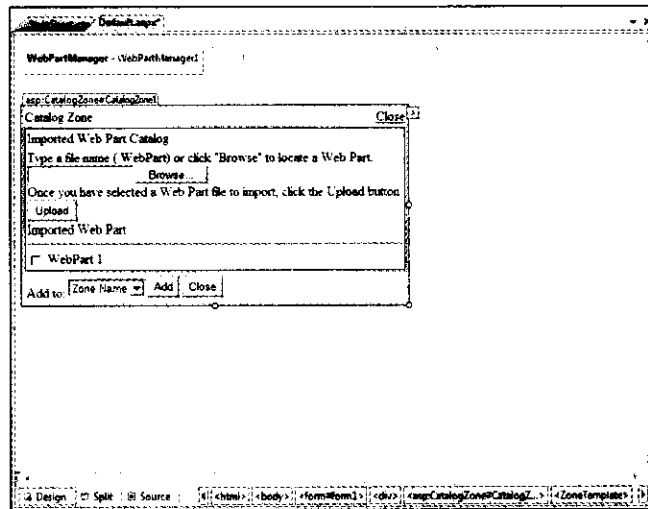 Default.aspx*
WebPartManager - WebPartManager1
asp:CatalogZone#CatalogZone1
Catalog Zone Close
Imported Web Part Catalog
Type a file name (.WebPart) or click "Browse" to locate a Web Part.
Browse...
Once you have selected a Web Part file to import, click the Upload button
Upload
Imported Web Part
WebPart 1
Add to: Zone Name Add Close
Design Split Source <html> <body> <form#form1> <div> <asp:CatalogZone#CatalogZ...> <ZoneTemplate>